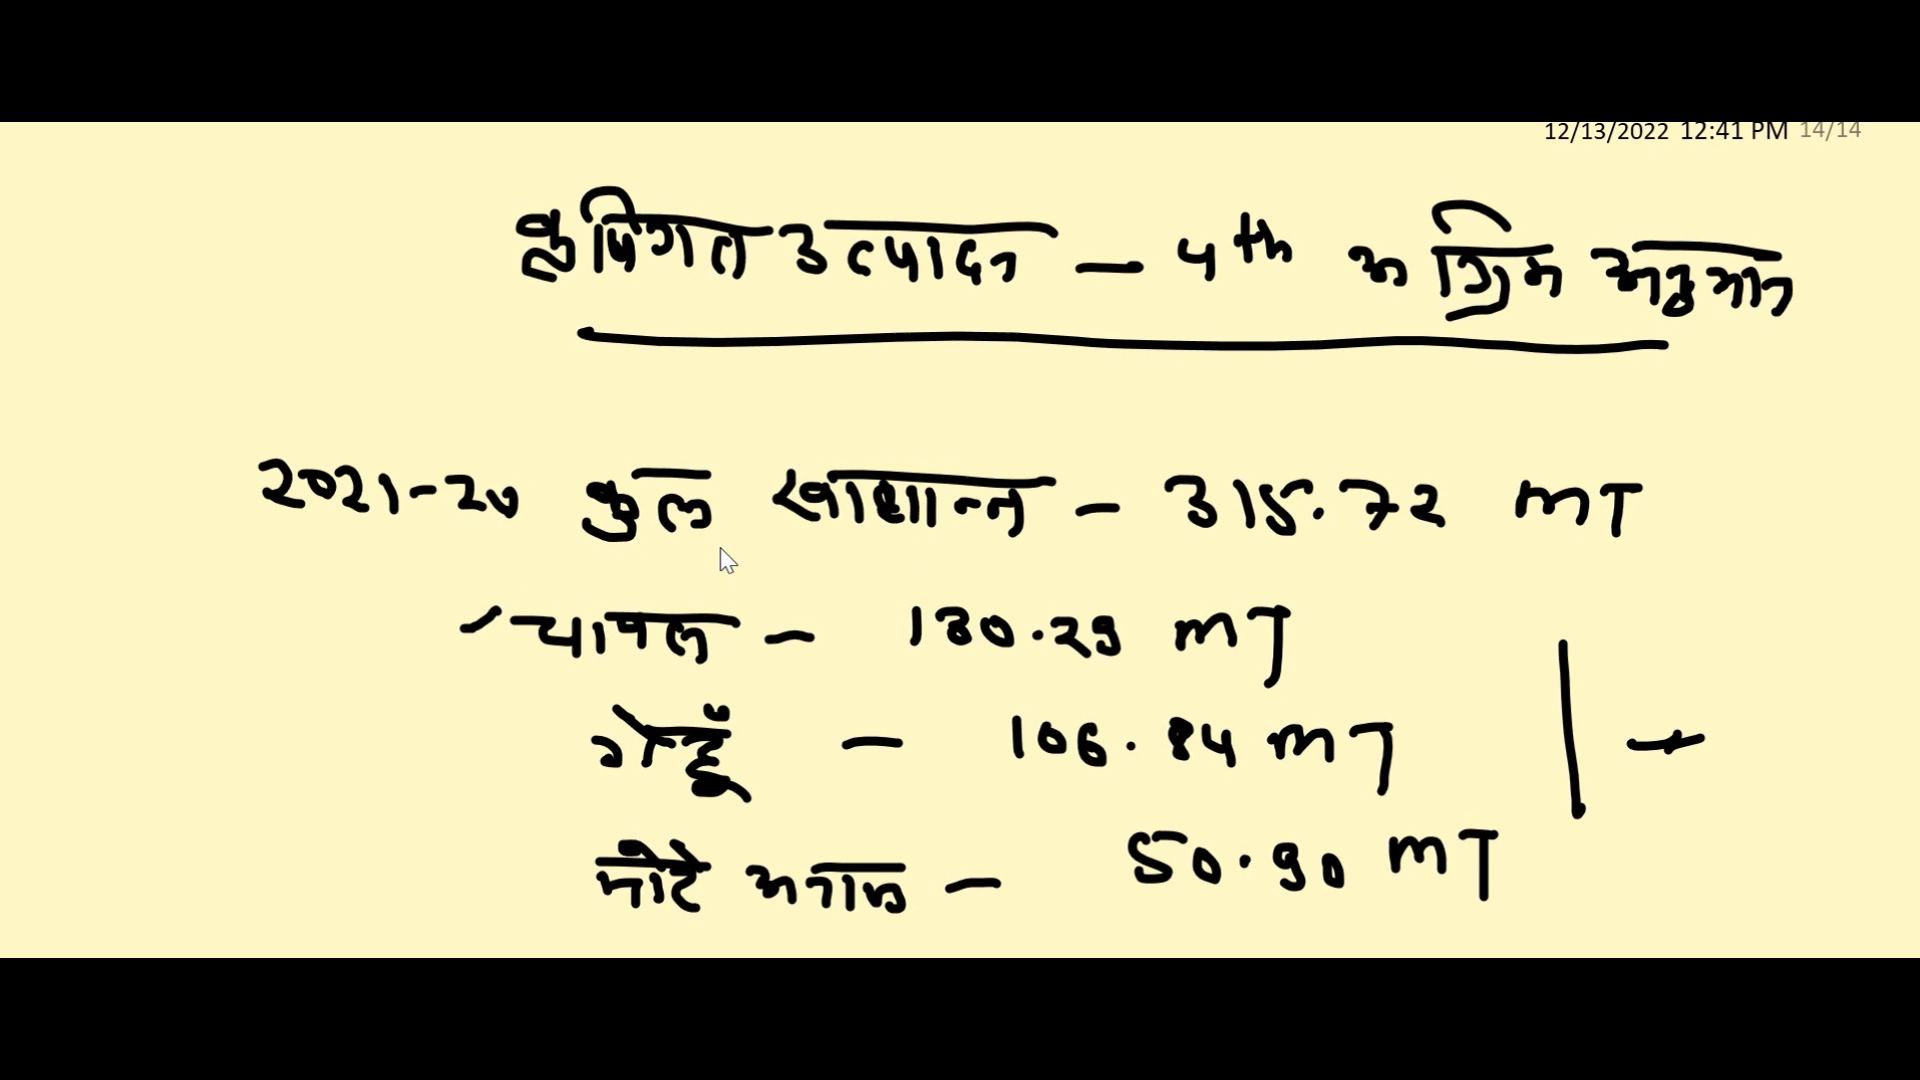 12/13/2022 12:41 PM 14/14
कृषिगत उत्पादन - 4th अग्रिम अनुमान
2021-20 कुल खाद्यान्न - 315.72 MT
चावल - 130.29 MT
गेहूँ - 106.84 MT
मोटे अनाज - 50.90 MT